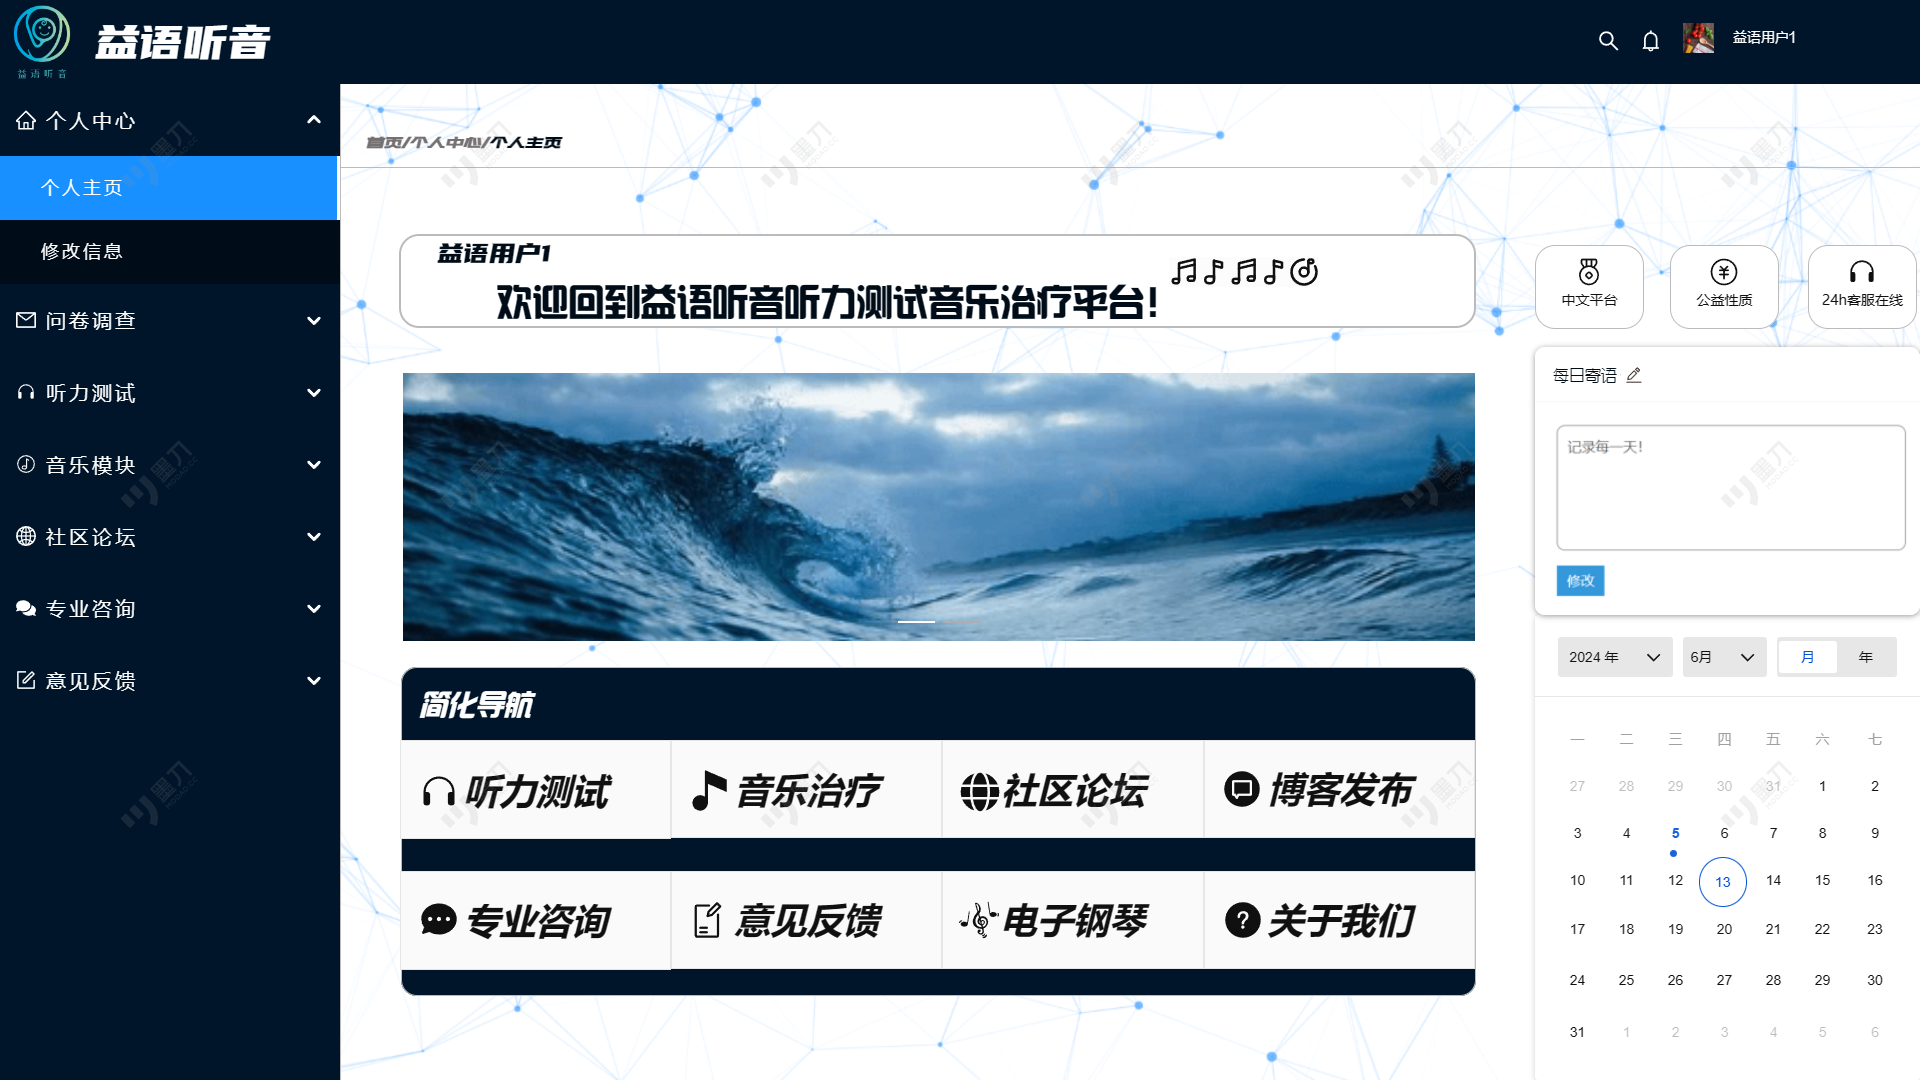 益语听音
益语听音
益语用户1
个人中心
个人主页
修改信息
问卷调查
听力测试
音乐模块
社区论坛
专业咨询
意见反馈
首页/个人中心/个人主页
益语用户1
欢迎回到益语听音听力测试音乐治疗平台!
中文平台
公益性质
24h客服在线
每日寄语
记录每一天!
修改
2024 年 6月 月 年
一 二 三 四 五 六 七
27 28 29 30 31 1 2
3 4 5 6 7 8 9
10 11 12 13 14 15 16
17 18 19 20 21 22 23
24 25 26 27 28 29 30
31 1 2 3 4 5 6
简化导航
听力测试 音乐治疗 社区论坛 博客发布
专业咨询 意见反馈 电子钢琴 关于我们
墨刀
MODAO.CC